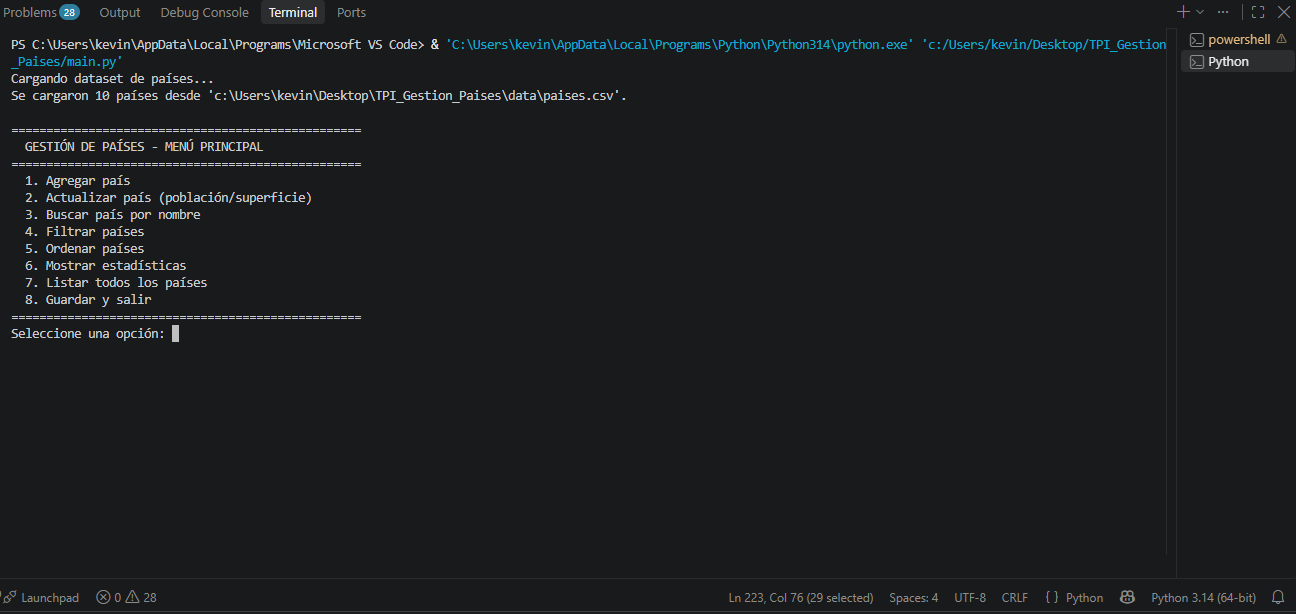 Problems 28 Output Debug Console Terminal Ports
PS C:\Users\kevin\AppData\Local\Programs\Microsoft VS Code> & 'C:\Users\kevin\AppData\Local\Programs\Python\Python314\python.exe' 'c:/Users/kevin/Desktop/TPI_Gestion
_Paises/main.py'
Cargando dataset de países...
Se cargaron 10 países desde 'c:\Users\kevin\Desktop\TPI_Gestion_Paises\data\paises.csv'.
==================================================
GESTIÓN DE PAÍSES - MENÚ PRINCIPAL
==================================================
1. Agregar país
2. Actualizar país (población/superficie)
3. Buscar país por nombre
4. Filtrar países
5. Ordenar países
6. Mostrar estadísticas
7. Listar todos los países
8. Guardar y salir
==================================================
Seleccione una opción:
powershell
Python
Launchpad 0 28 Ln 223, Col 76 (29 selected) Spaces: 4 UTF-8 CRLF { } Python Python 3.14 (64-bit)